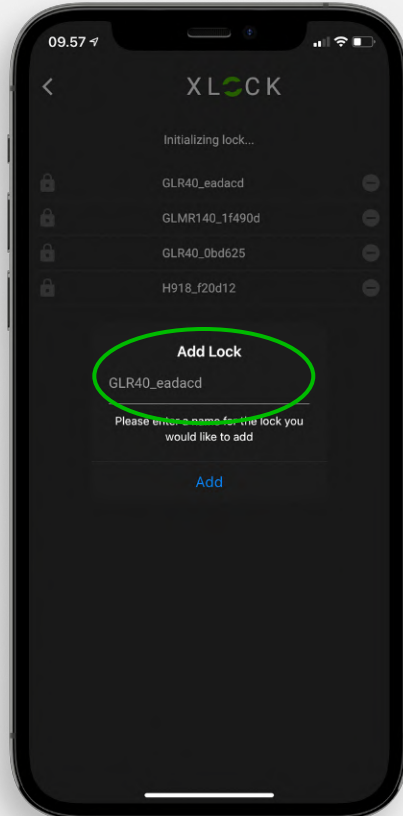 09.57
XLOCK
Initializing lock...
GLR40_eadacd
GLMR140_1f490d
GLR40_0bd625
H918_f20d12
Add Lock
GLR40_eadacd
Please enter a name for the lock you
would like to add
Add